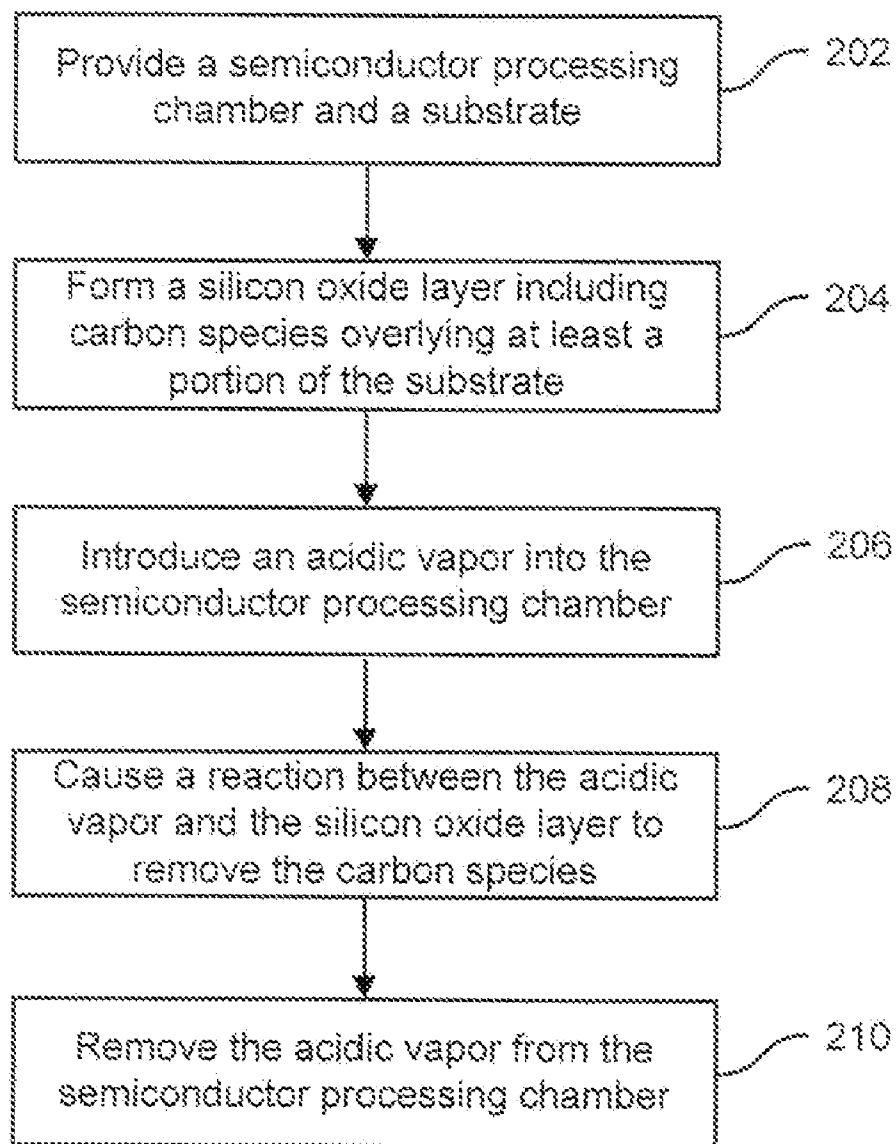 Provide a semiconductor processing
chamber and a substrate
202
Form a silicon oxide layer including
carbon species overlying at least a
portion of the substrate
204
Introduce an acidic vapor into the
semiconductor processing chamber
206
Cause a reaction between the acidic
vapor and the silicon oxide layer to
remove the carbon species
208
Remove the acidic vapor from the
semiconductor processing chamber
210